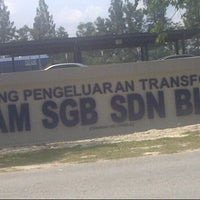 NG PENGELUARAN TRANSFO
AM SGB SDN BH